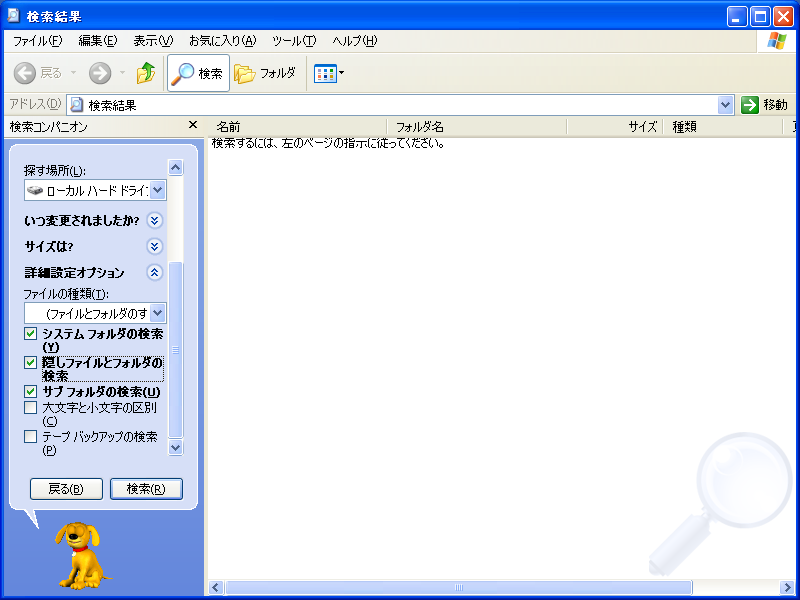 検索結果
ファイル(F) 編集(E) 表示(V) お気に入り(A) ツール(T) ヘルプ(H)
戻る 検索 フォルダ
アドレス(D) 検索結果 移動
検索コンパニオン
名前 フォルダ名 サイズ 種類
検索するには、左のページの指示に従ってください。
探す場所(L):
ローカル ハード ドライ
いつ変更されましたか?
サイズは?
詳細設定オプション
ファイルの種類(T):
(ファイルとフォルダのす
システム フォルダの検索
(Y)
隠しファイルとフォルダの
検索
サブ フォルダの検索(U)
大文字と小文字の区別
(C)
テープ バックアップの検索
(P)
戻る(B) 検索(R)